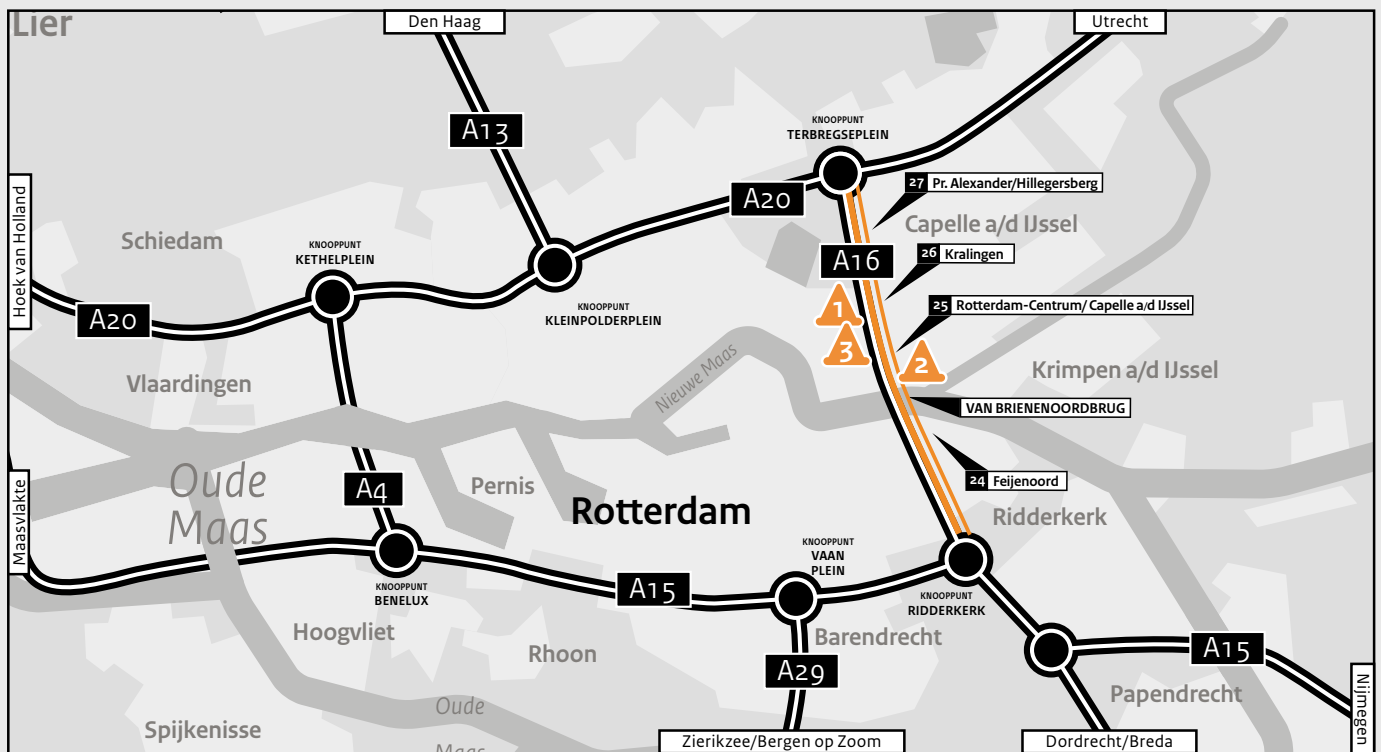 Lier
Den Haag
Utrecht
A13
KNOOPPUNT
TERBREGSEPLEIN
27 Pr. Alexander/Hillegersberg
A20
Capelle a/d IJssel
Hoek van Holland
Schiedam
KNOOPPUNT
KETHELPLEIN
A16
26 Kralingen
A20
KNOOPPUNT
KLEINPOLDERPLEIN
1
25 Rotterdam-Centrum/ Capelle a/d IJssel
3
2
Vlaardingen
Nieuwe Maas
Krimpen a/d IJssel
VAN BRIENENOORDBRUG
Maasvlakte
Oude
Maas
A4
Pernis
Rotterdam
24 Feijenoord
Ridderkerk
KNOOPPUNT
VAAN
PLEIN
KNOOPPUNT
BENELUX
A15
KNOOPPUNT
RIDDERKERK
Hoogvliet
Rhoon
Barendrecht
A29
A15
Papendrecht
Nijmegen
Oude
Maas
Spijkenisse
Zierikzee/Bergen op Zoom
Dordrecht/Breda